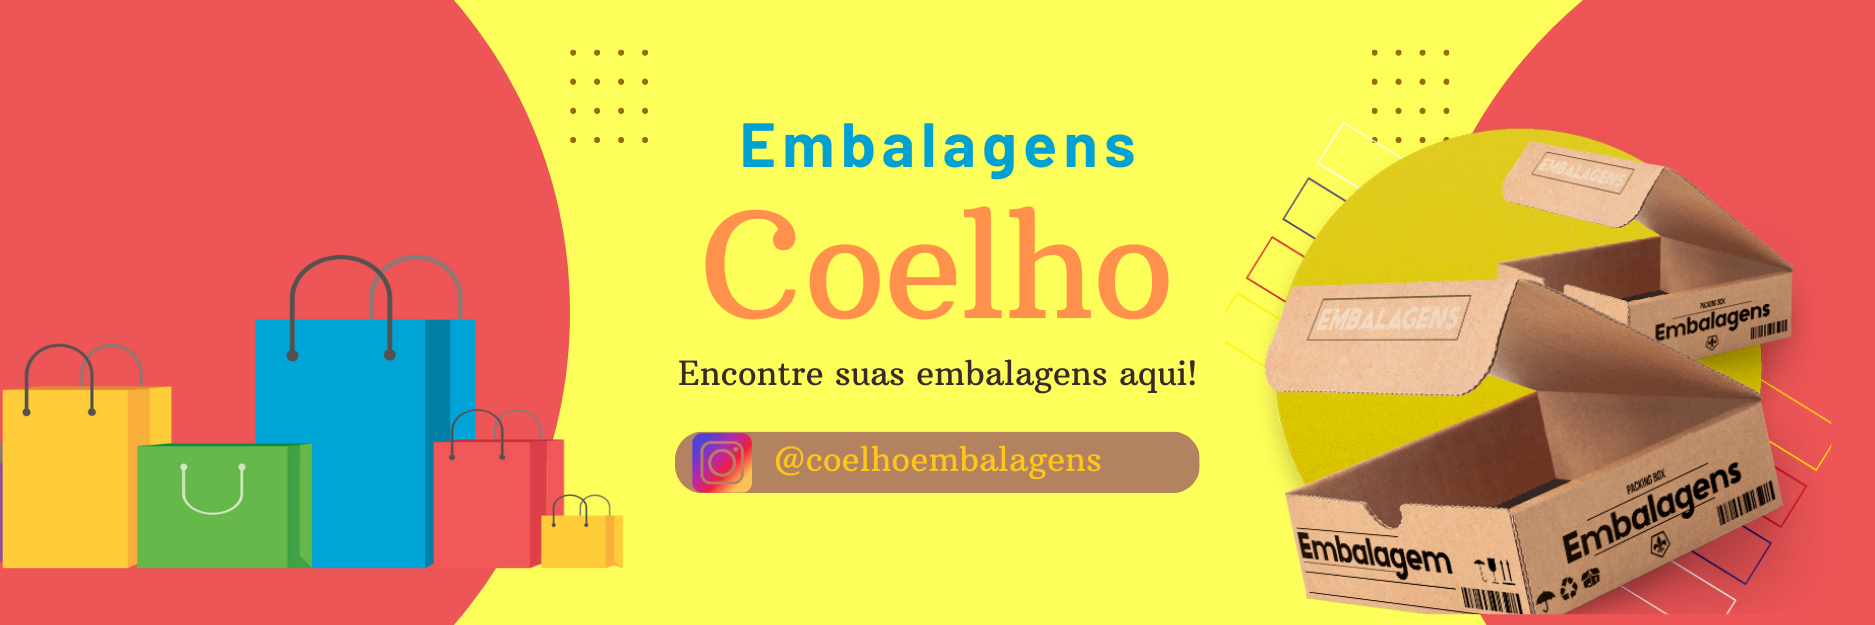 Embalagens
Coelho
Encontre suas embalagens aqui!
@coelhoembalagens
EMBALAGENS
PACKING BOX
Embalagens
EMBALAGENS
PACKING BOX
Embalagens
Embalagem